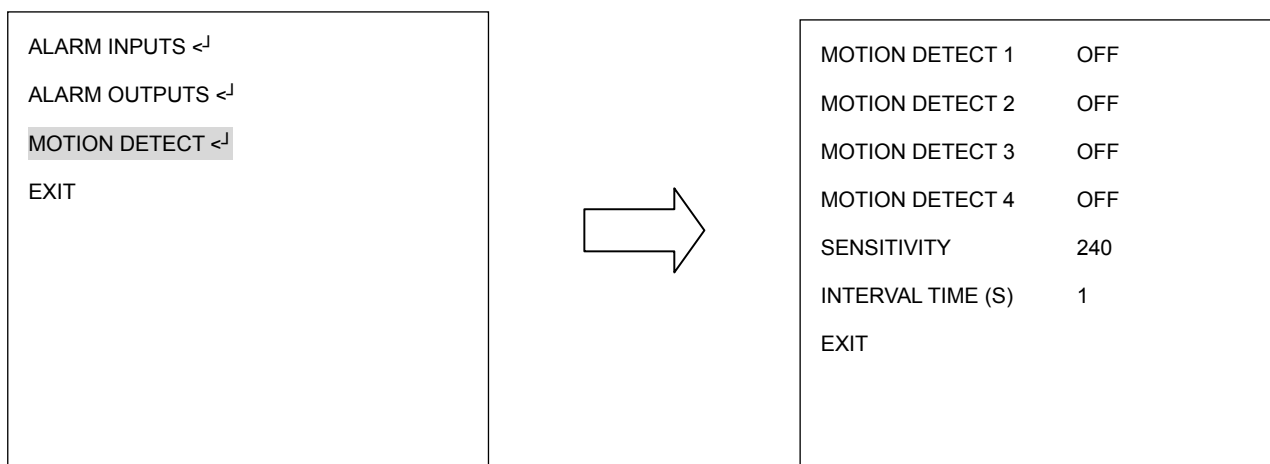 ALARM INPUTS <┘
ALARM OUTPUTS <┘
MOTION DETECT <┘
EXIT
MOTION DETECT 1 OFF
MOTION DETECT 2 OFF
MOTION DETECT 3 OFF
MOTION DETECT 4 OFF
SENSITIVITY 240
INTERVAL TIME (S) 1
EXIT